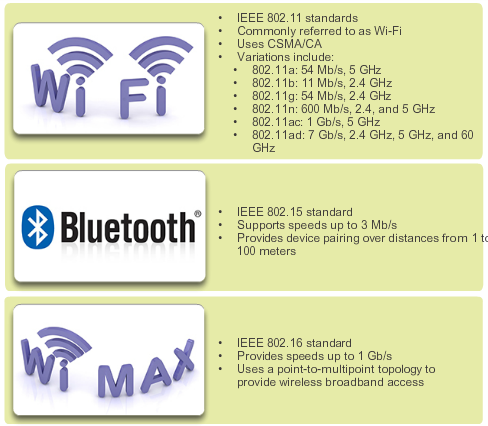 Wi Fi
• IEEE 802.11 standards
• Commonly referred to as Wi-Fi
• Uses CSMA/CA
• Variations include:
• 802.11a: 54 Mb/s, 5 GHz
• 802.11b: 11 Mb/s, 2.4 GHz
• 802.11g: 54 Mb/s, 2.4 GHz
• 802.11n: 600 Mb/s, 2.4, and 5 GHz
• 802.11ac: 1 Gb/s, 5 GHz
• 802.11ad: 7 Gb/s, 2.4 GHz, 5 GHz, and 60
GHz
Bluetooth®
• IEEE 802.15 standard
• Supports speeds up to 3 Mb/s
• Provides device pairing over distances from 1 to
100 meters
Wi MAX
• IEEE 802.16 standard
• Provides speeds up to 1 Gb/s
• Uses a point-to-multipoint topology to
provide wireless broadband access